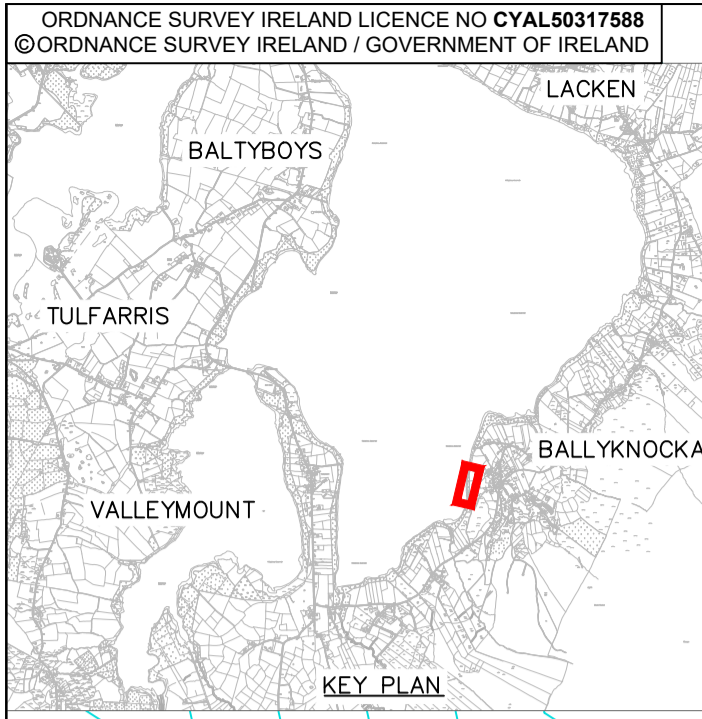 ORDNANCE SURVEY IRELAND LICENCE NO CYAL50317588
©ORDNANCE SURVEY IRELAND / GOVERNMENT OF IRELAND
LACKEN
BALTYBOYS
TULFARRIS
BALLYKNOCKA
VALLEYMOUNT
KEY PLAN